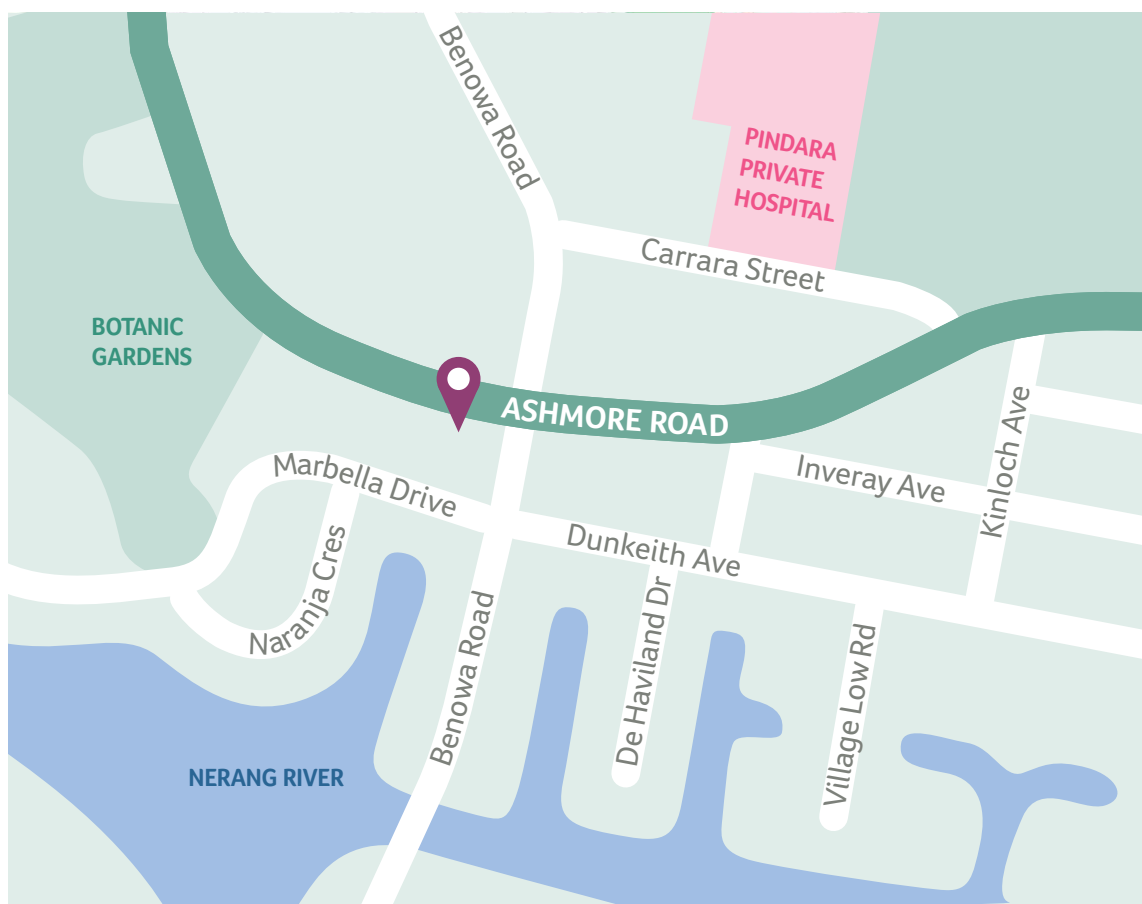 Benowa Road
PINDARA
PRIVATE
HOSPITAL
Carrara Street
BOTANIC
GARDENS
ASHMORE ROAD
Kinloch Ave
Marbella Drive
Inveray Ave
Dunkeith Ave
Naranja Cres
Benowa Road
De Haviland Dr
Village Low Rd
NERANG RIVER